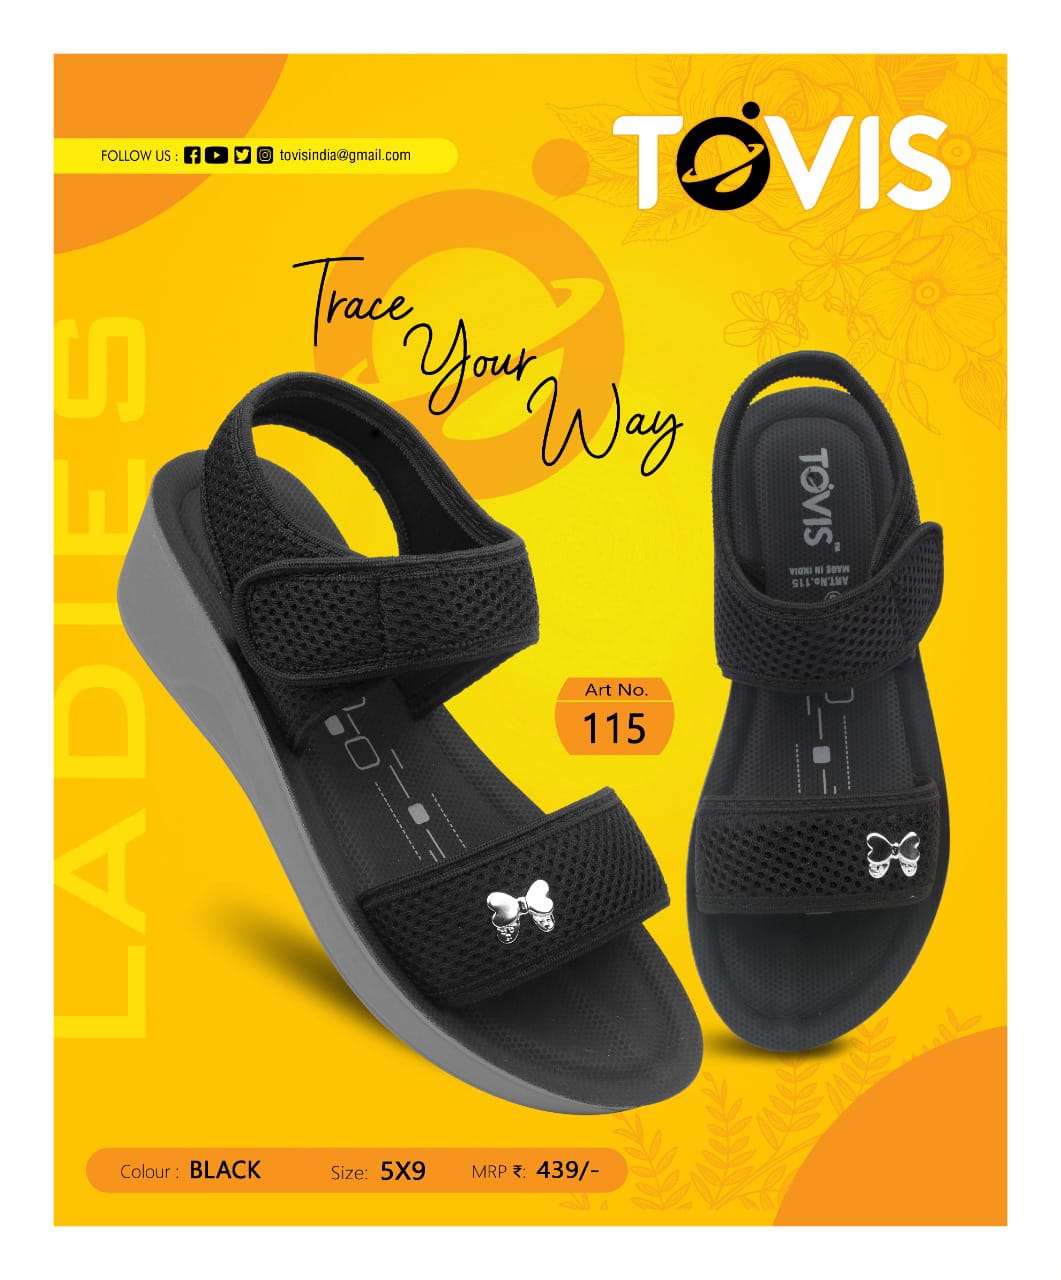 FOLLOW US : tovisindia@gmail.com
TOVIS
Trace
Your
Way
LADIES
TOVIS™
MADE IN INDIA
ART.No.115
Art No.
115
Colour : BLACK Size: 5X9 MRP ₹: 439/-